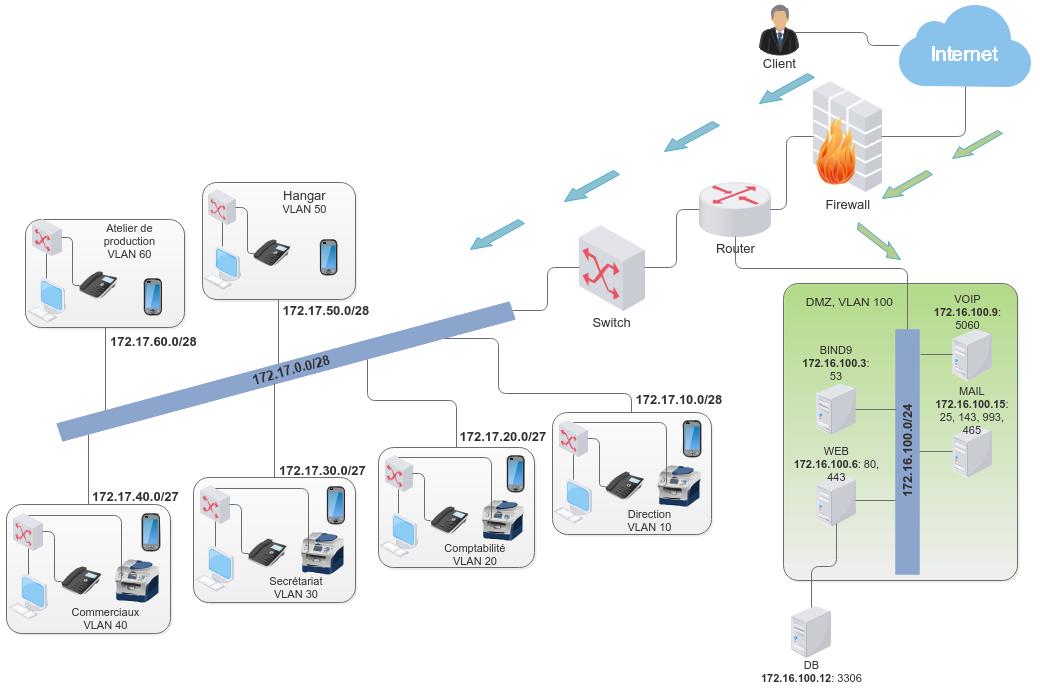 Client
Internet
Firewall
Router
Switch
Hangar
VLAN 50
172.17.50.0/28
Atelier de
production
VLAN 60
172.17.60.0/28
172.17.0.0/28
172.17.10.0/28
Direction
VLAN 10
172.17.20.0/27
Comptabilité
VLAN 20
172.17.30.0/27
Secrétariat
VLAN 30
172.17.40.0/27
Commerciaux
VLAN 40
DMZ, VLAN 100
VOIP
172.16.100.9:
5060
BIND9
172.16.100.3:
53
MAIL
172.16.100.15:
25, 143, 993,
465
WEB
172.16.100.6: 80,
443
172.16.100.0/24
DB
172.16.100.12: 3306